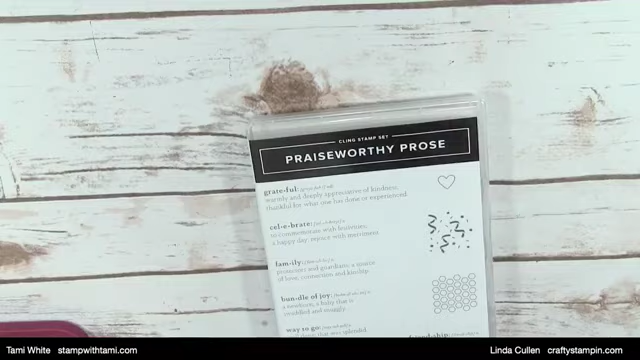 CLING STAMP SET
PRAISEWORTHY PROSE
grate·ful:
warmly and deeply appreciative of kindness,
thankful for what one has done or experienced.
cel·e·brate:
to commemorate with festivities,
a happy day; rejoice with merriment
fam·ily:
protectors and guardians, a source
of love, connection and kinship
bun·dle of joy:
a newborn, a baby that is
swaddled and snuggly
way to go:
friend·ship
Tami White stampwithtami.com
Linda Cullen craftystampin.com